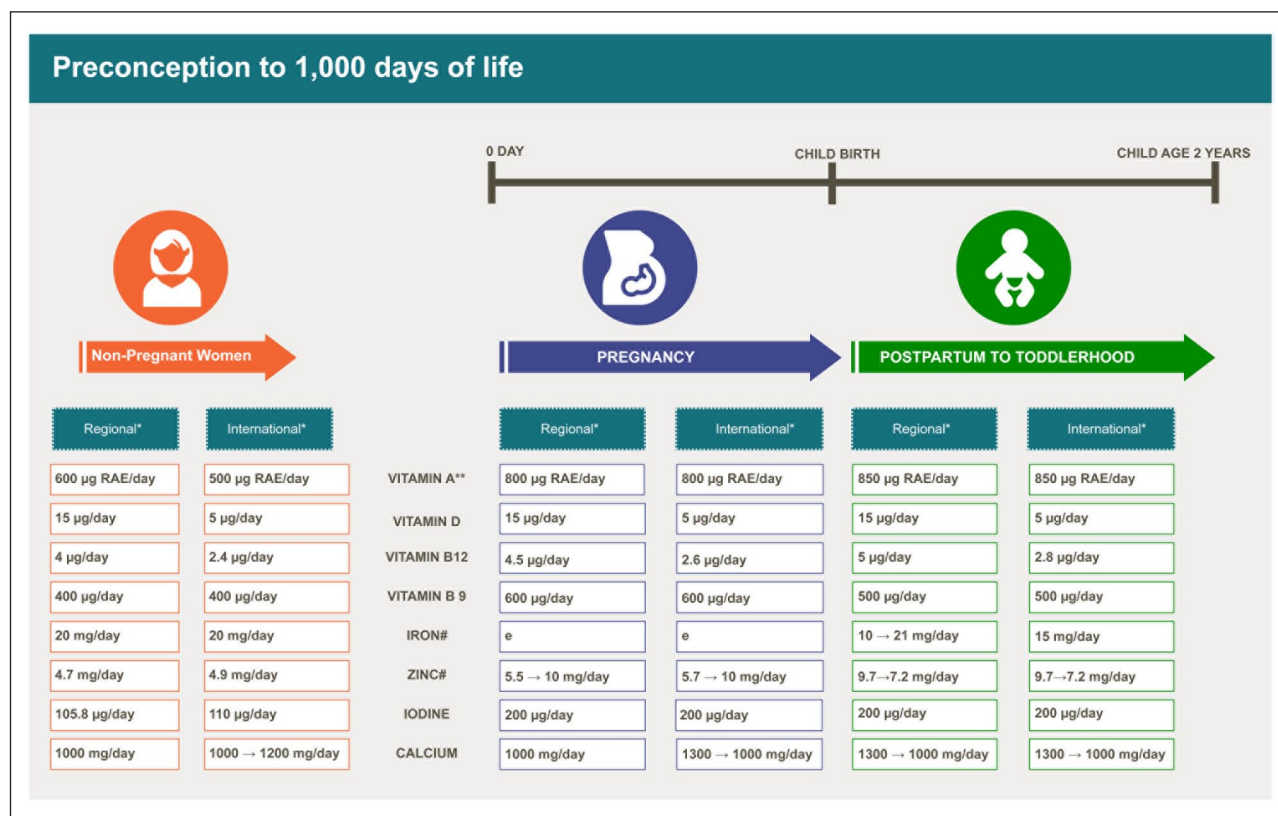 Preconception to 1,000 days of life
0 DAY CHILD BIRTH CHILD AGE 2 YEARS
Non-Pregnant Women PREGNANCY POSTPARTUM TO TODDLERHOOD
Regional* International* Regional* International* Regional* International*
600 µg RAE/day 500 µg RAE/day VITAMIN A** 800 µg RAE/day 800 µg RAE/day 850 µg RAE/day 850 µg RAE/day
15 µg/day 5 µg/day VITAMIN D 15 µg/day 5 µg/day 15 µg/day 5 µg/day
4 µg/day 2.4 µg/day VITAMIN B12 4.5 µg/day 2.6 µg/day 5 µg/day 2.8 µg/day
400 µg/day 400 µg/day VITAMIN B 9 600 µg/day 600 µg/day 500 µg/day 500 µg/day
20 mg/day 20 mg/day IRON# e e 10 → 21 mg/day 15 mg/day
4.7 mg/day 4.9 mg/day ZINC# 5.5 → 10 mg/day 5.7 → 10 mg/day 9.7→7.2 mg/day 9.7→7.2 mg/day
105.8 µg/day 110 µg/day IODINE 200 µg/day 200 µg/day 200 µg/day 200 µg/day
1000 mg/day 1000 → 1200 mg/day CALCIUM 1000 mg/day 1300 → 1000 mg/day 1300 → 1000 mg/day 1300 → 1000 mg/day